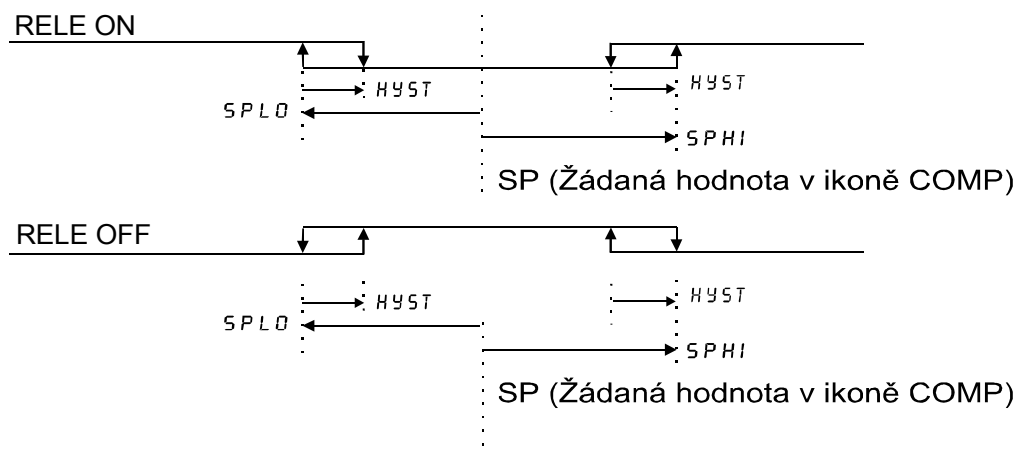 RELE ON
HYST
HYST
SPLO
SPHI
SP (Žádaná hodnota v ikoně COMP)
RELE OFF
HYST
HYST
SPLO
SPHI
SP (Žádaná hodnota v ikoně COMP)